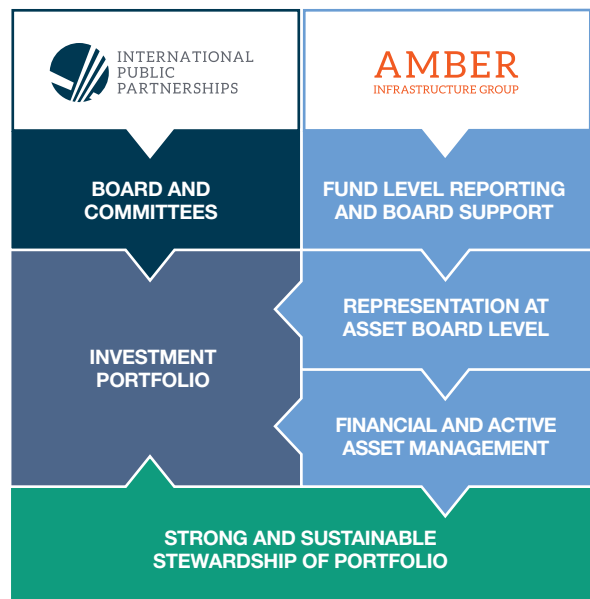 INTERNATIONAL
PUBLIC
PARTNERSHIPS
AMBER
INFRASTRUCTURE GROUP
BOARD AND
COMMITTEES
FUND LEVEL REPORTING
AND BOARD SUPPORT
REPRESENTATION AT
ASSET BOARD LEVEL
INVESTMENT
PORTFOLIO
FINANCIAL AND ACTIVE
ASSET MANAGEMENT
STRONG AND SUSTAINABLE
STEWARDSHIP OF PORTFOLIO